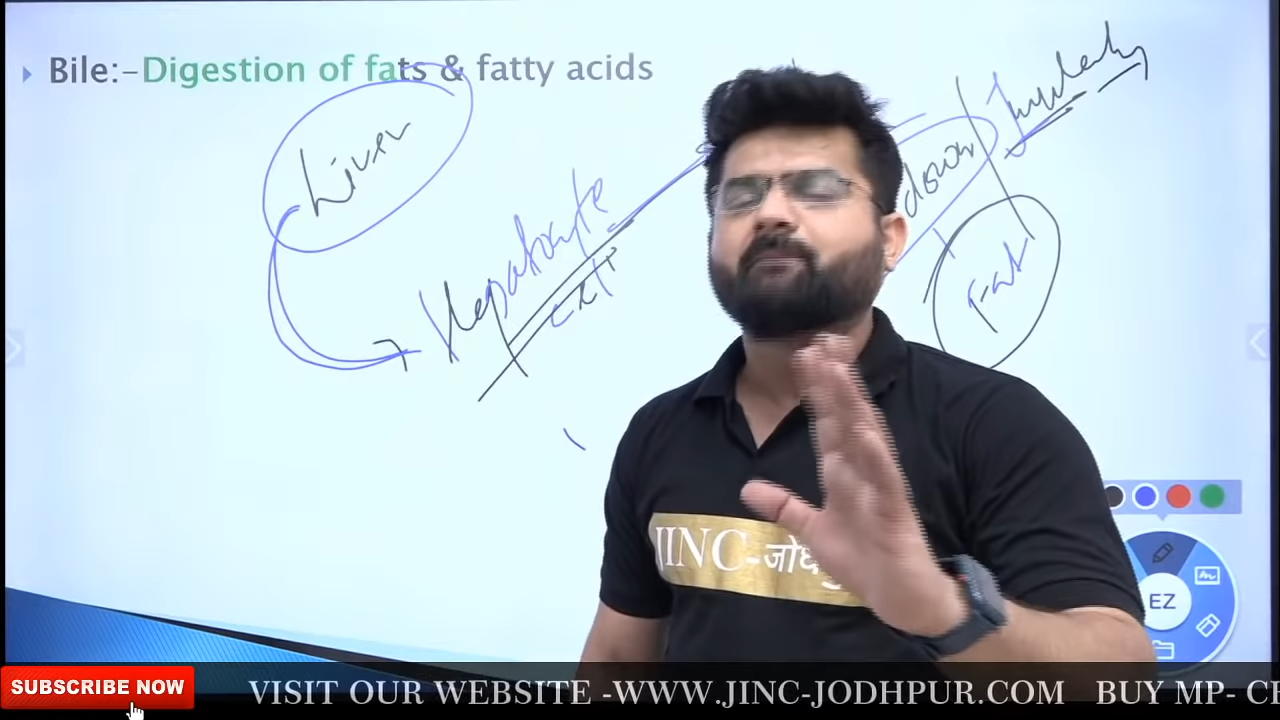 Bile:-Digestion of fats & fatty acids
Liver
Hepatocyte
Fat
JINC-जोध
EZ
SUBSCRIBE NOW
VISIT OUR WEBSITE -WWW.JINC-JODHPUR.COM BUY MP- CH